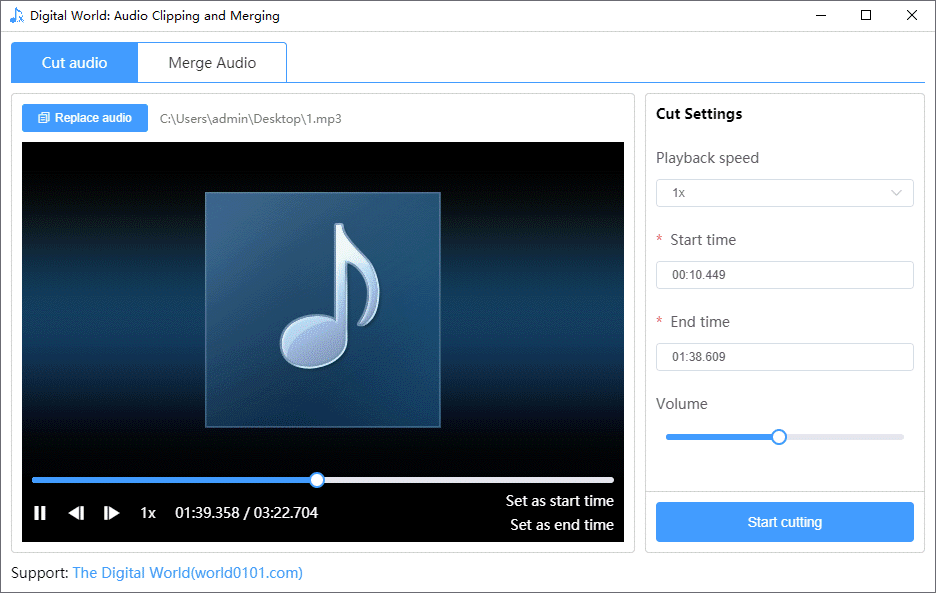 Digital World: Audio Clipping and Merging
Cut audio
Merge Audio
Replace audio
C:\Users\admin\Desktop\1.mp3
1x
01:39.358 / 03:22.704
Set as start time
Set as end time
Cut Settings
Playback speed
1x
* Start time
00:10.449
* End time
01:38.609
Volume
Start cutting
Support: The Digital World(world0101.com)